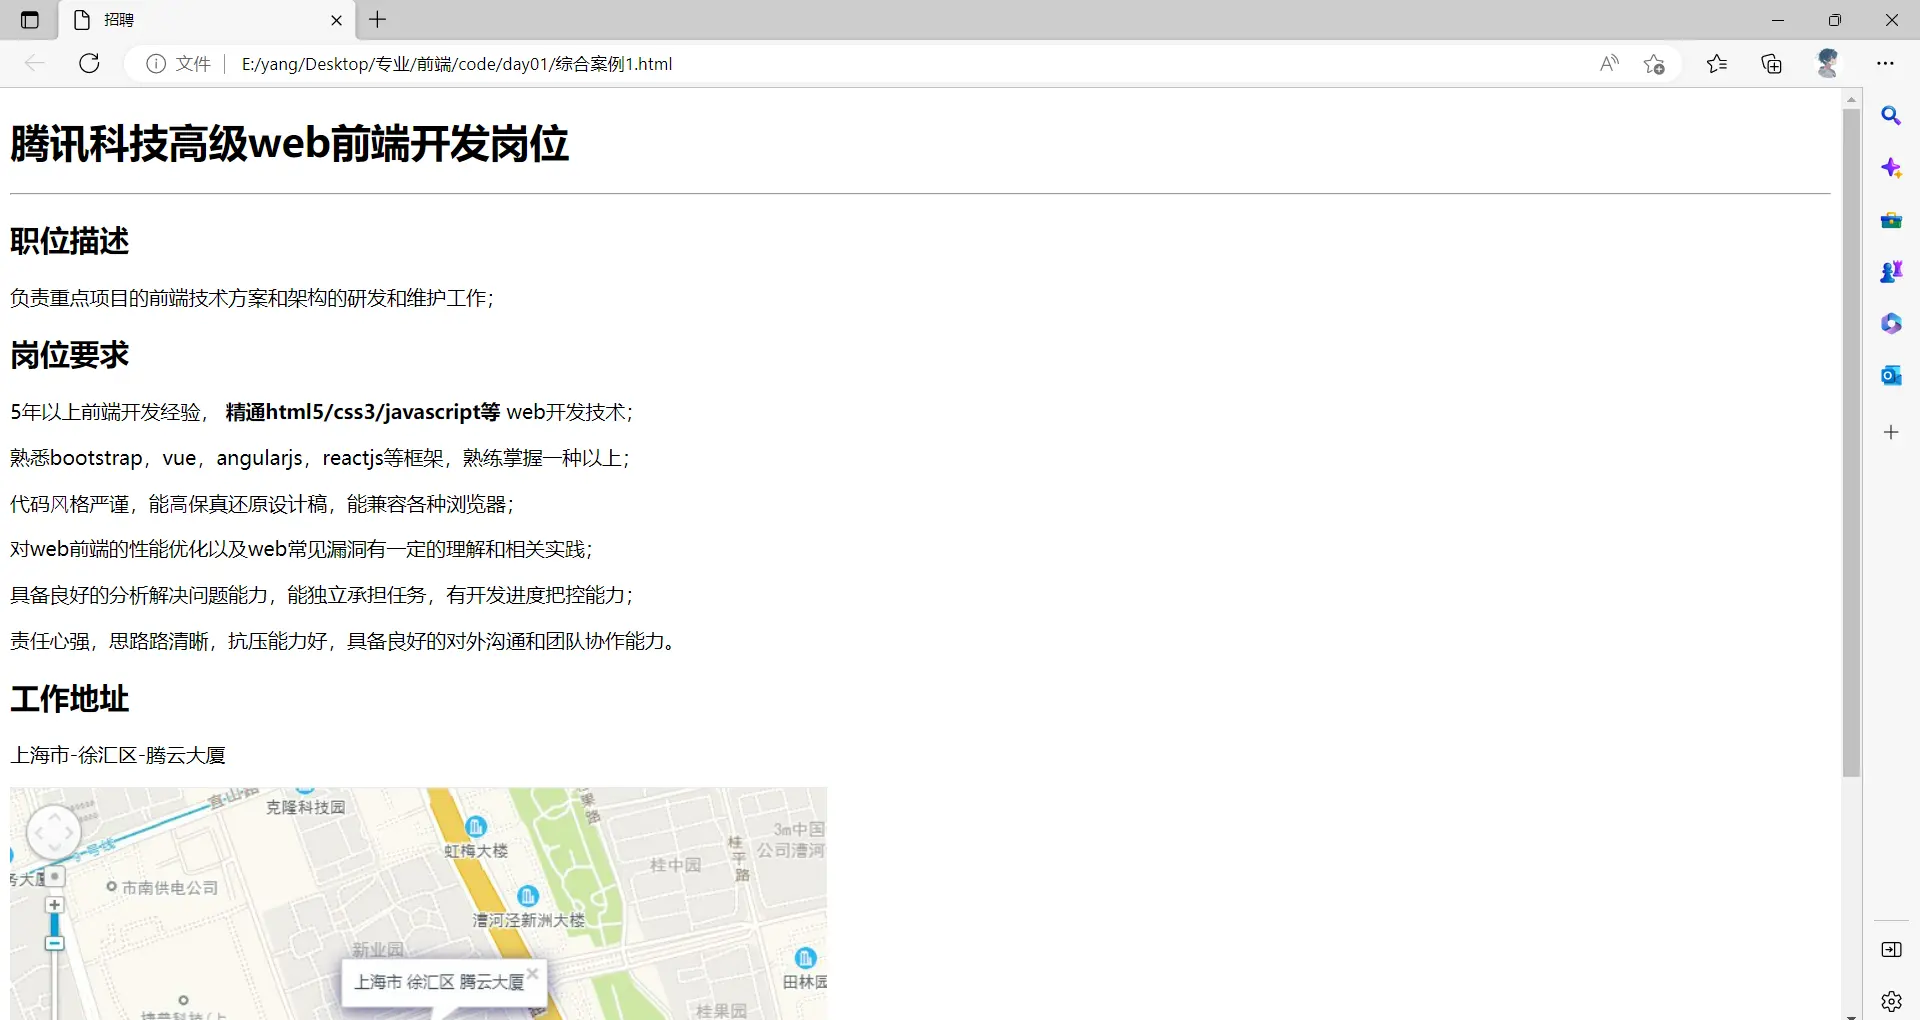 招聘
文件 E:/yang/Desktop/专业/前端/code/day01/综合案例1.html
腾讯科技高级web前端开发岗位
职位描述
负责重点项目的前端技术方案和架构的研发和维护工作；
岗位要求
5年以上前端开发经验， 精通html5/css3/javascript等 web开发技术；
熟悉bootstrap，vue，angularjs，reactjs等框架，熟练掌握一种以上；
代码风格严谨，能高保真还原设计稿，能兼容各种浏览器；
对web前端的性能优化以及web常见漏洞有一定的理解和相关实践；
具备良好的分析解决问题能力，能独立承担任务，有开发进度把控能力；
责任心强，思路路清晰，抗压能力好，具备良好的对外沟通和团队协作能力。
工作地址
上海市-徐汇区-腾云大厦
宜山路
克隆科技园
果路
3m中国
公司漕河
虹梅大楼
桂平路
桂中园
号线
务大厦
市南供电公司
漕河泾新洲大楼
新业园
田林园
上海市 徐汇区 腾云大厦
桂果园